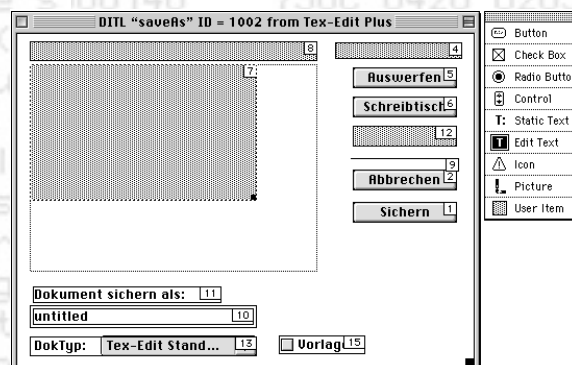 DITL “saveAs” ID = 1002 from Tex-Edit Plus
8
4
7
Auswerfen 5
Schreibtisch 6
12
9
Abbrechen 2
Sichern 1
Dokument sichern als: 11
untitled 10
DokTyp: Tex-Edit Stand... 13
Vorlag 15
Button
Check Box
Radio Butto
Control
T: Static Text
T Edit Text
Icon
Picture
User Item